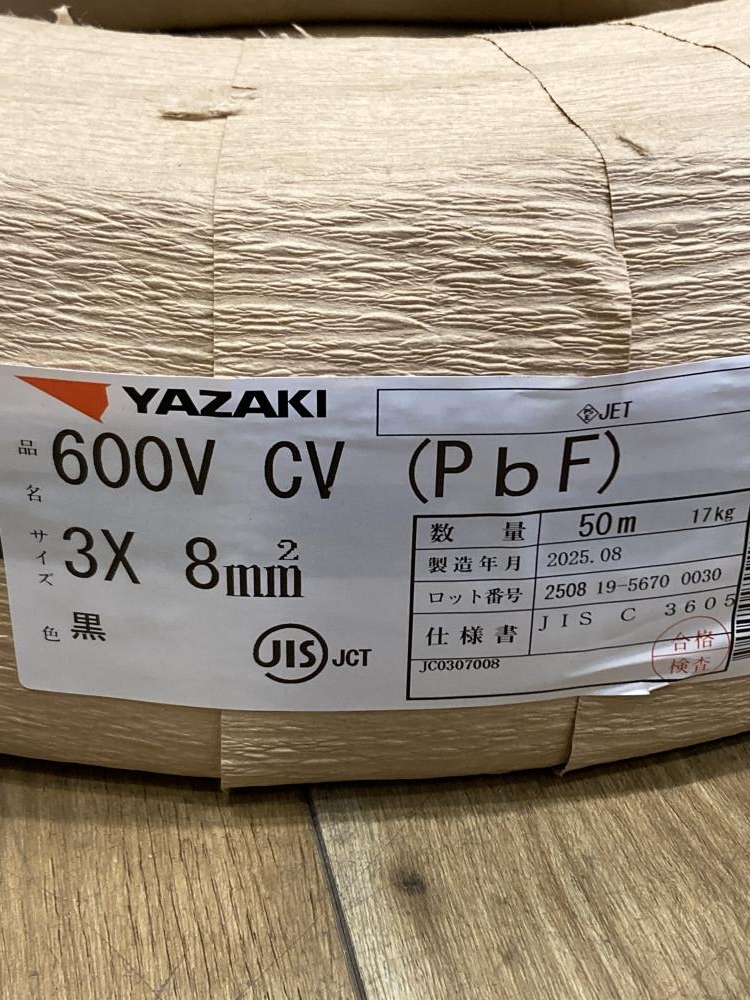 YAZAKI
<PS>E JET
品名 600V CV (PbF)
サイズ 3X 8mm²
色 黒
JIS JCT
数量 50m 17kg
製造年月 2025.08
ロット番号 2508 19-5670 0030
仕様書 JIS C 3605
JC0307008
合格
検査